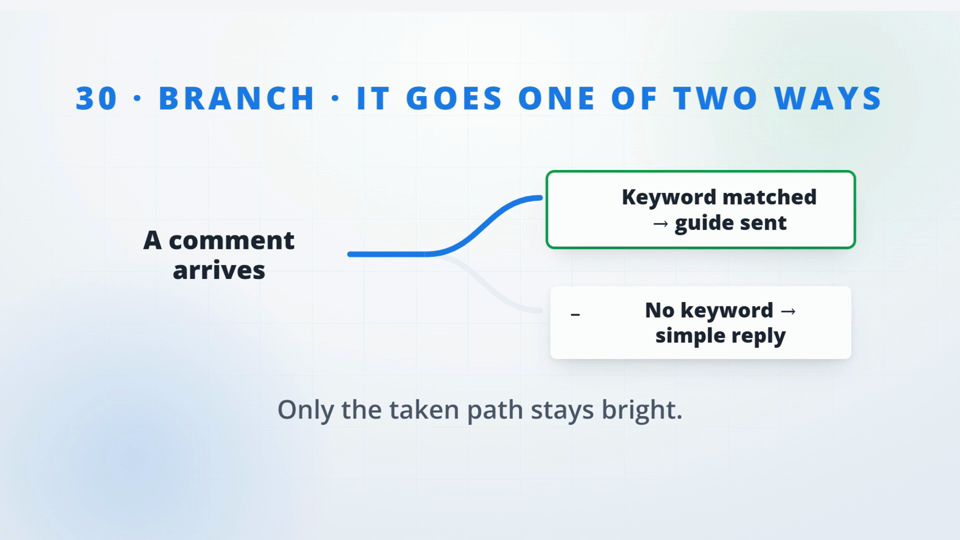 30 · BRANCH · IT GOES ONE OF TWO WAYS
A comment
arrives
Keyword matched
→ guide sent
–
No keyword →
simple reply
Only the taken path stays bright.